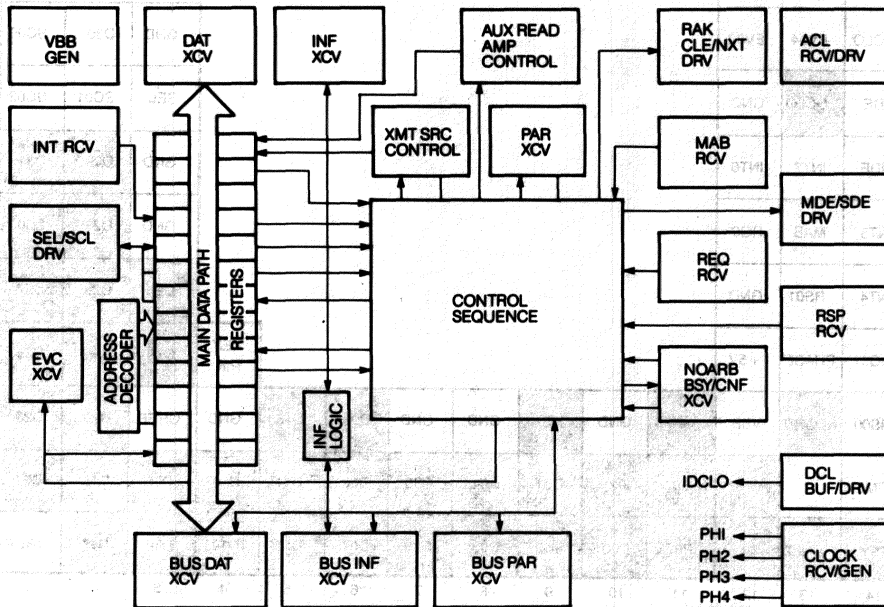 VBB
GEN
DAT
XCV
INF
XCV
AUX READ
AMP
CONTROL
RAK
CLE/NXT
DRV
ACL
RCV/DRV
INT RCV
XMT SRC
CONTROL
PAR
XCV
MAB
RCV
MDE/SDE
DRV
SEL/SCL
DRV
MAIN DATA PATH
REGISTERS
CONTROL
SEQUENCE
REQ
RCV
RSP
RCV
EVC
XCV
ADDRESS
DECODER
INF
LOGIC
NOARB
BSY/CNF
XCV
IDCLO
DCL
BUF/DRV
BUS DAT
XCV
BUS INF
XCV
BUS PAR
XCV
PH1
PH2
PH3
PH4
CLOCK
RCV/GEN